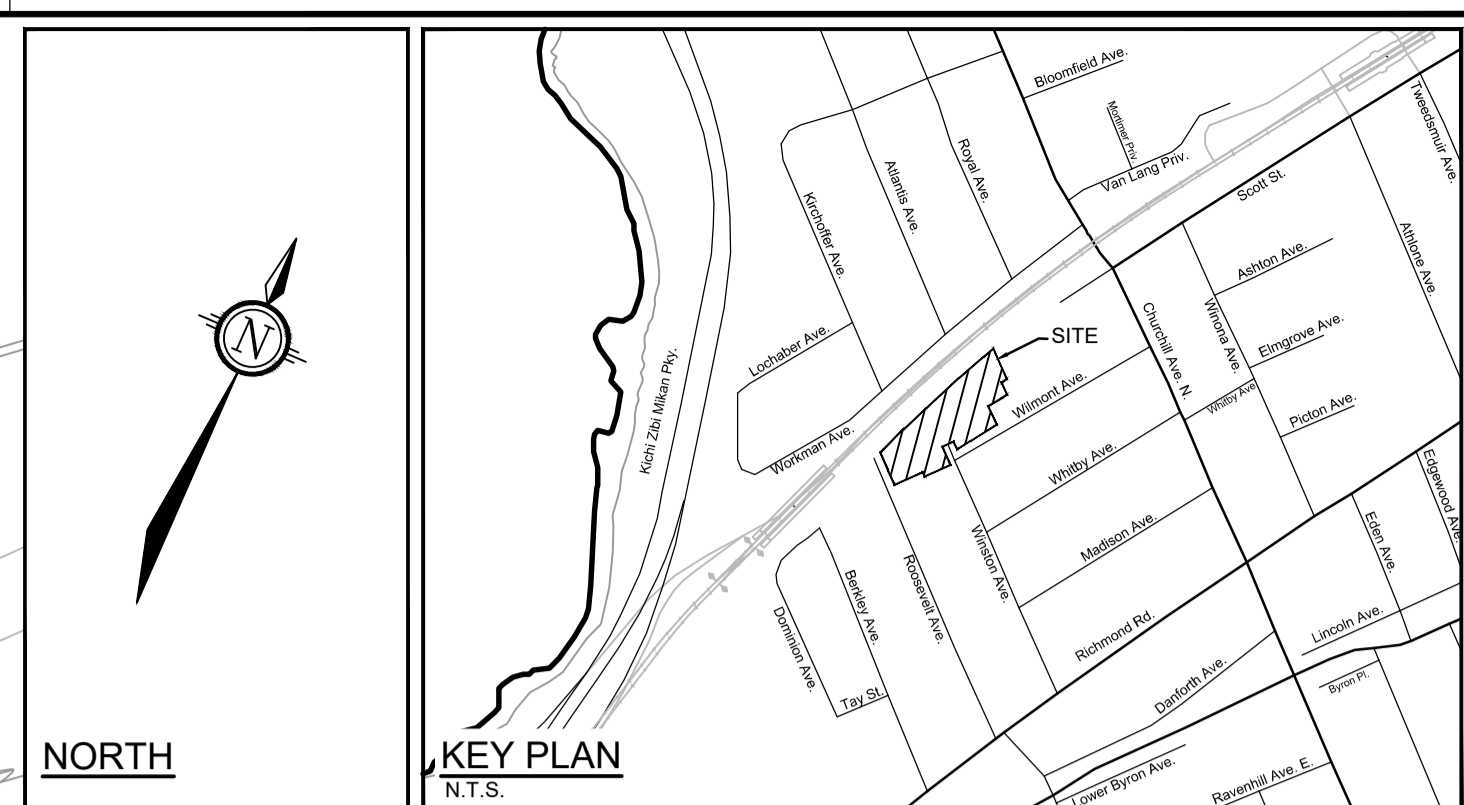 N
NORTH
Bloomfield Ave.
Mortimer Priv.
Van Lang Priv.
Tweedsmuir Ave.
Royal Ave.
Atlantis Ave.
Kirchoffer Ave.
Scott St.
Athlone Ave.
Ashton Ave.
Winona Ave.
Elmgrove Ave.
Churchill Ave. N.
SITE
Lochaber Ave.
Kichi Zibi Mikan Pky.
Wilmont Ave.
Whitby Ave
Picton Ave.
Workman Ave.
Whitby Ave.
Edgewood Ave.
Madison Ave.
Eden Ave.
Winston Ave.
Roosevelt Ave.
Berkley Ave.
Dominion Ave.
Richmond Rd.
Lincoln Ave.
Danforth Ave.
Tay St.
Byron Pl.
Lower Byron Ave.
Ravenhill Ave. E.
KEY PLAN
N.T.S.